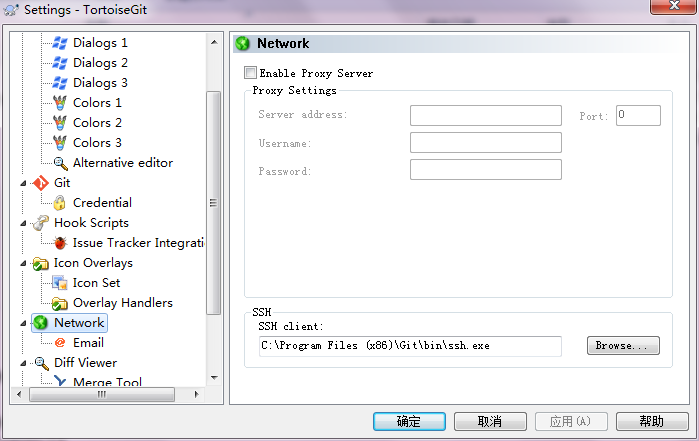 Settings - TortoiseGit
Dialogs 1
Dialogs 2
Dialogs 3
Colors 1
Colors 2
Colors 3
Alternative editor
Git
Credential
Hook Scripts
Issue Tracker Integratio
Icon Overlays
Icon Set
Overlay Handlers
Network
Email
Diff Viewer
Merge Tool
Network
Enable Proxy Server
Proxy Settings
Server address:
Port: 0
Username:
Password:
SSH
SSH client:
C:\Program Files (x86)\Git\bin\ssh.exe
Browse...
确定 取消 应用(A) 帮助